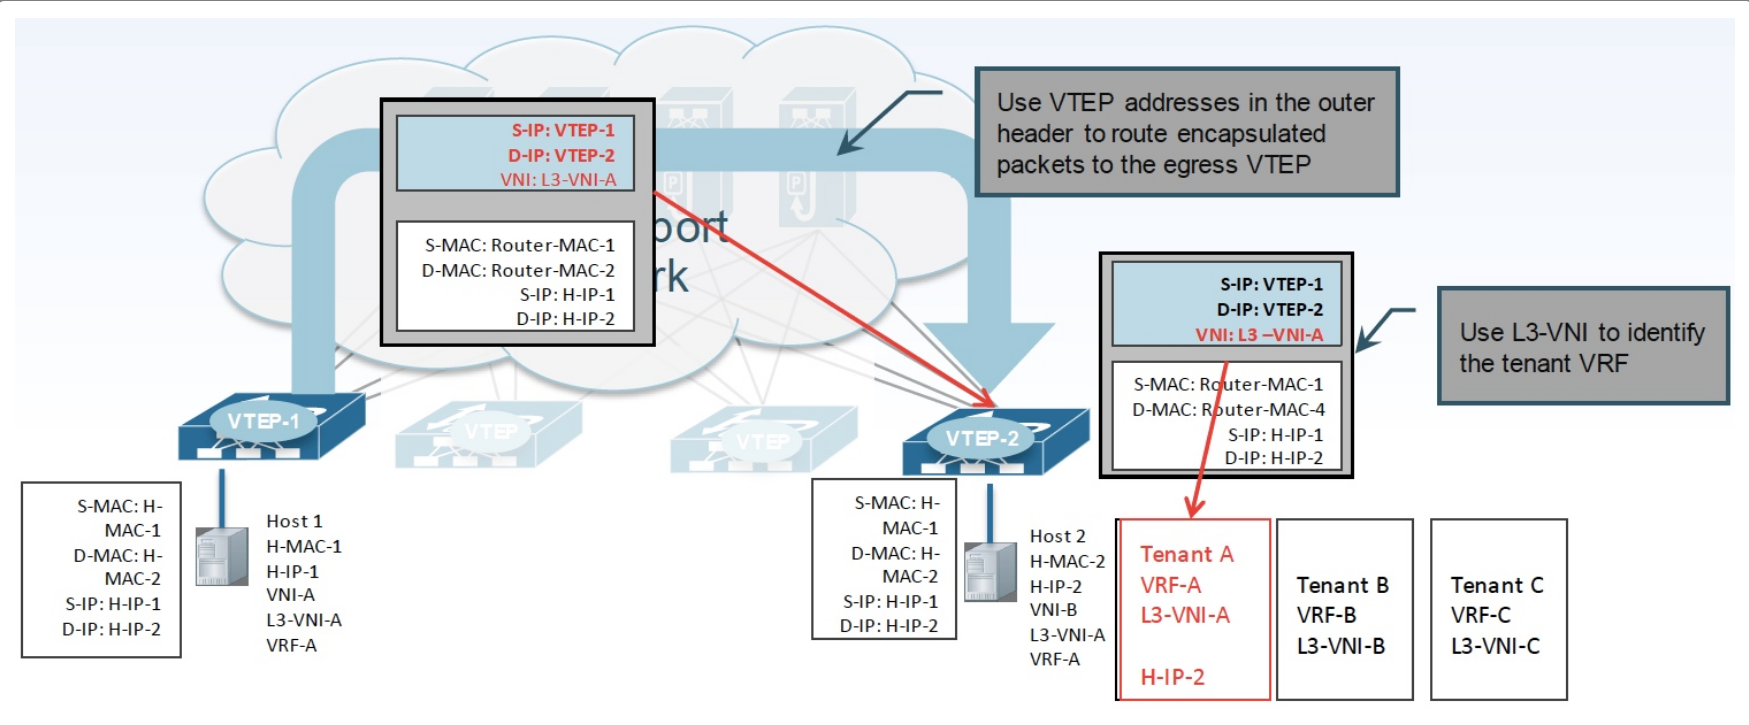 S-IP: VTEP-1
D-IP: VTEP-2
VNI: L3-VNI-A
S-MAC: Router-MAC-1
D-MAC: Router-MAC-2
S-IP: H-IP-1
D-IP: H-IP-2
port
rk
Use VTEP addresses in the outer
header to route encapsulated
packets to the egress VTEP
S-IP: VTEP-1
D-IP: VTEP-2
VNI: L3 –VNI-A
S-MAC: Router-MAC-1
D-MAC: Router-MAC-4
S-IP: H-IP-1
D-IP: H-IP-2
Use L3-VNI to identify
the tenant VRF
VTEP-1
VTEP
VTEP
VTEP-2
P
P
S-MAC: H-
MAC-1
D-MAC: H-
MAC-2
S-IP: H-IP-1
D-IP: H-IP-2
Host 1
H-MAC-1
H-IP-1
VNI-A
L3-VNI-A
VRF-A
S-MAC: H-
MAC-1
D-MAC: H-
MAC-2
S-IP: H-IP-1
D-IP: H-IP-2
Host 2
H-MAC-2
H-IP-2
VNI-B
L3-VNI-A
VRF-A
Tenant A
VRF-A
L3-VNI-A
H-IP-2
Tenant B
VRF-B
L3-VNI-B
Tenant C
VRF-C
L3-VNI-C